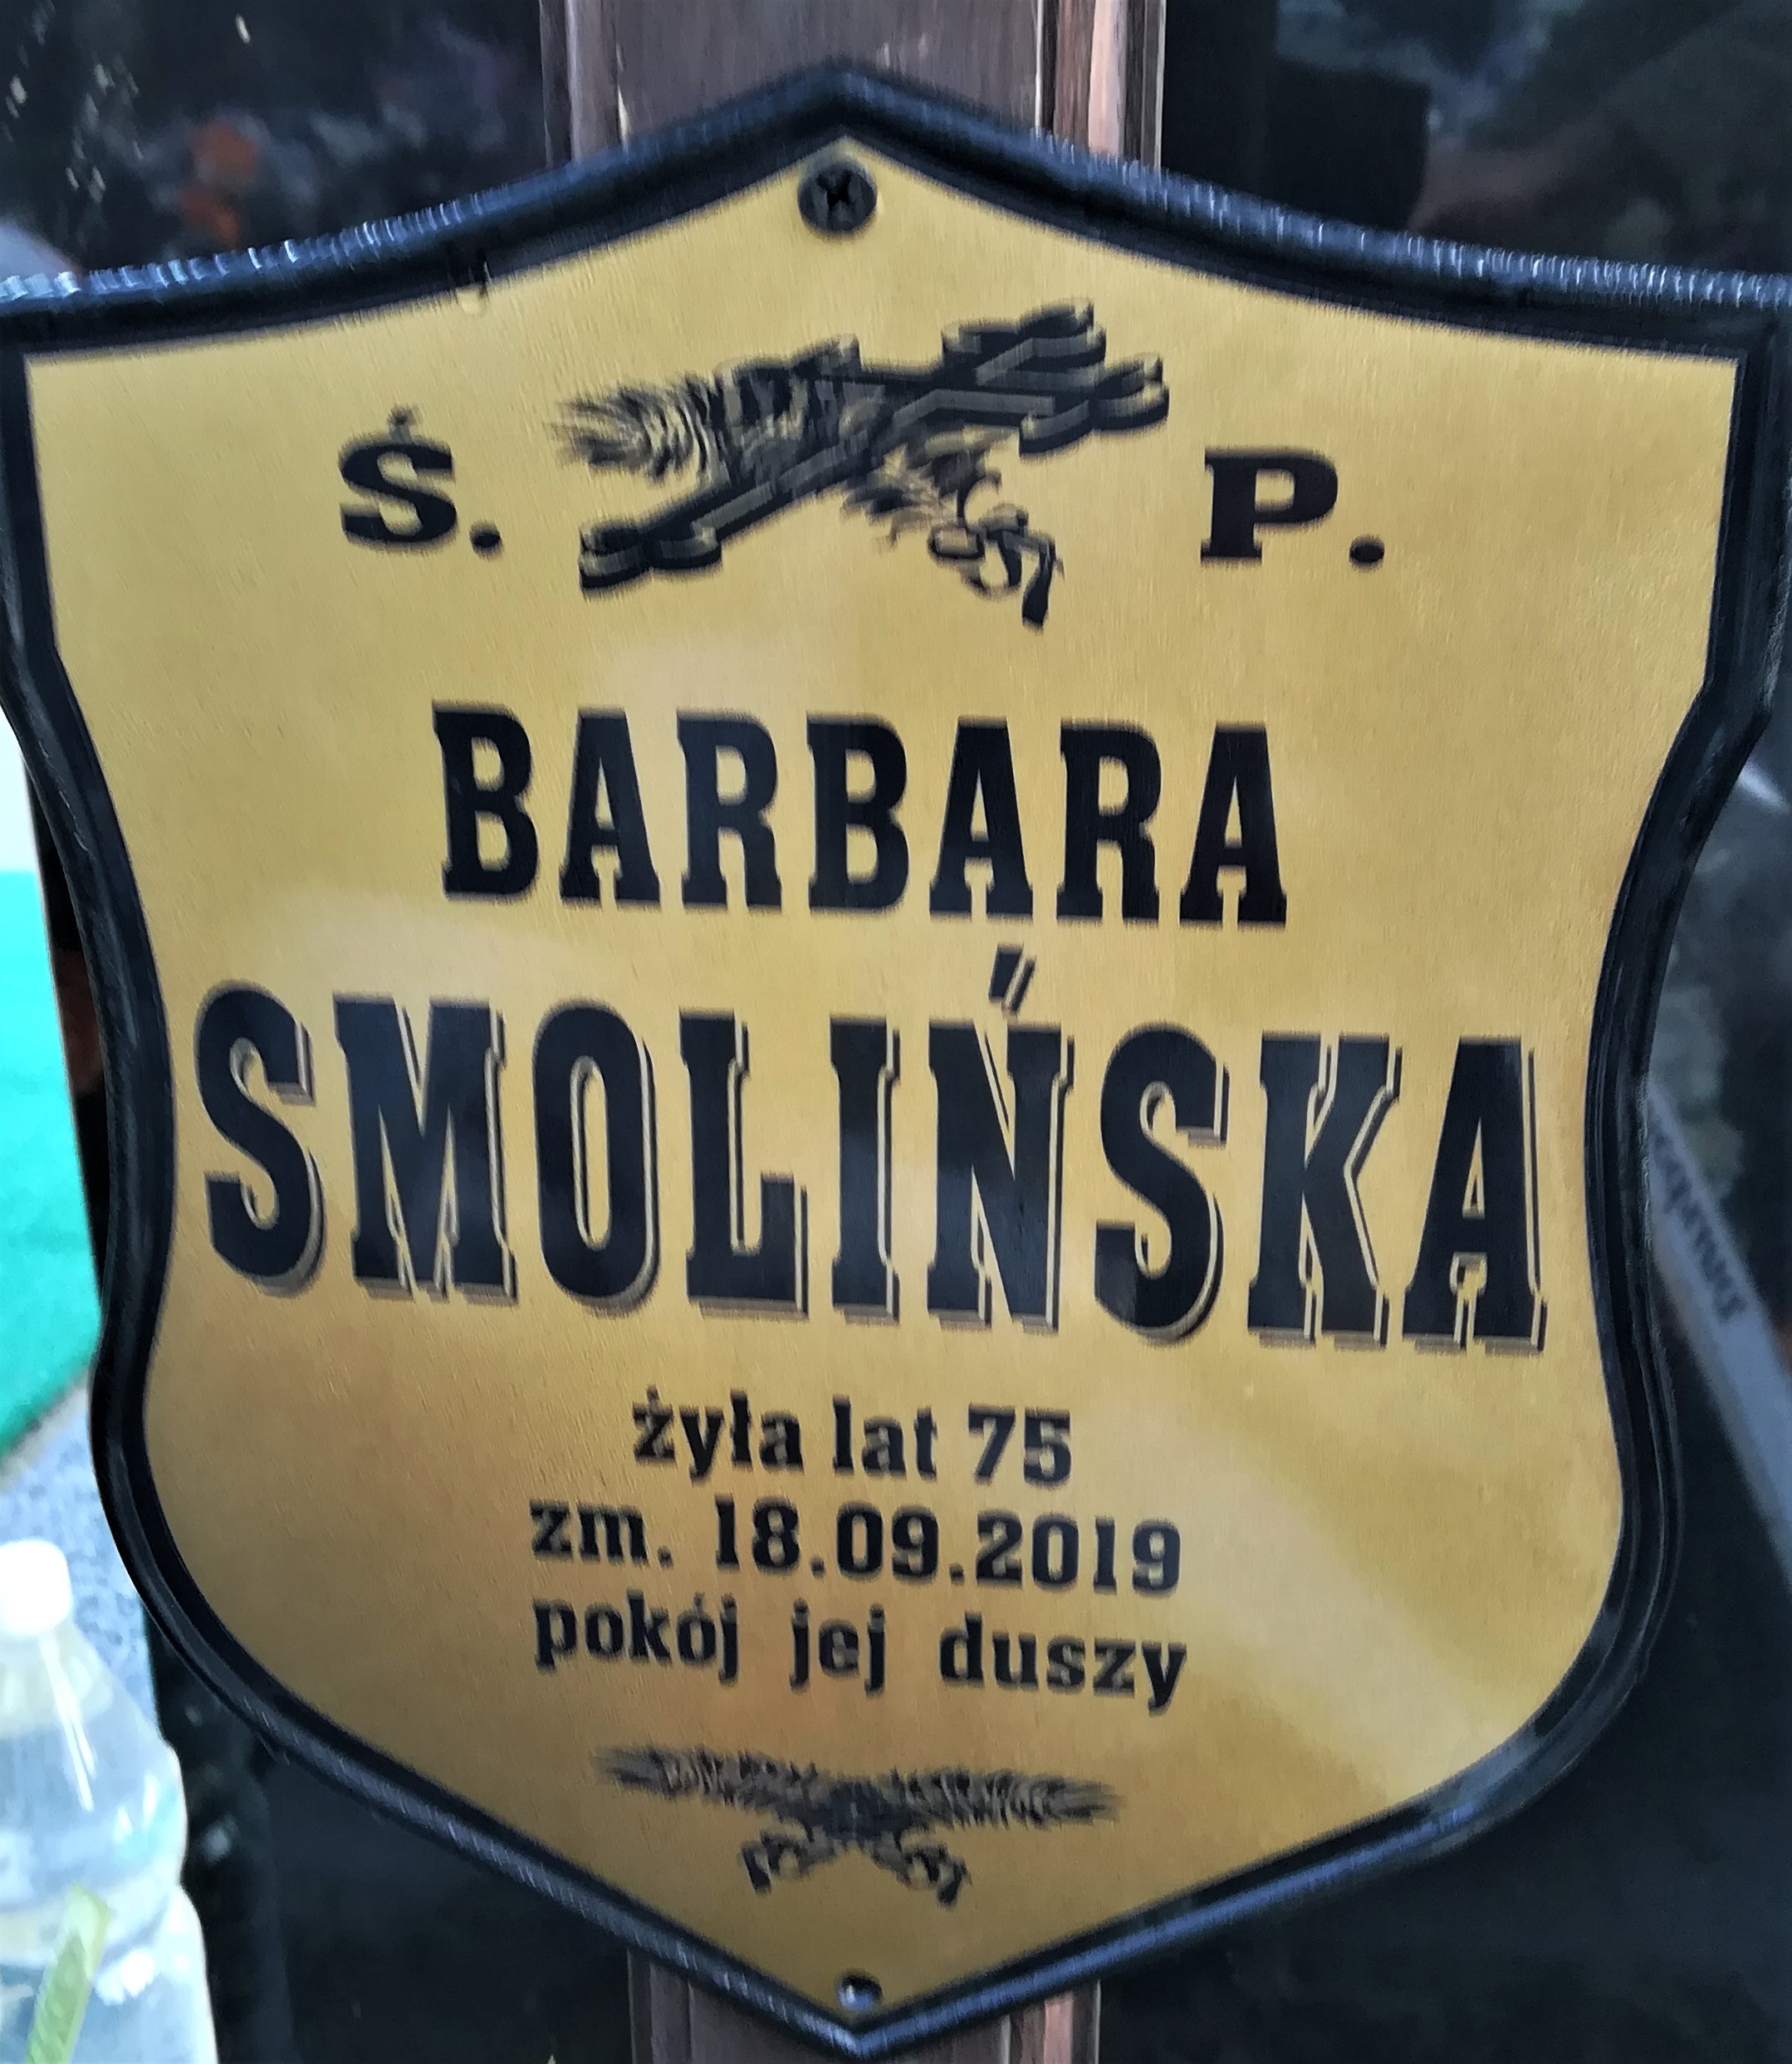 Ś. P.
BARBARA
SMOLIŃSKA
żyła lat 75
zm. 18.09.2019
pokój jej duszy